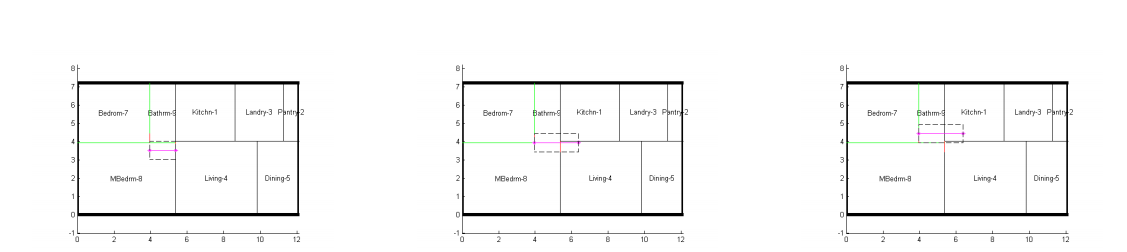 8 8 8
7 7 7
6 6 6
Bedrom-7 Bathrm-9 Kitchn-1 Landry-3 Pantry-2 Bedrom-7 Bathrm-9 Kitchn-1 Landry-3 Pantry-2 Bedrom-7 Bathrm-9 Kitchn-1 Landry-3 Pantry-2
5 5 5
4 4 4
3 3 3
2 MBedrm-8 Living-4 Dining-5 2 MBedrm-8 Living-4 Dining-5 2 MBedrm-8 Living-4 Dining-5
1 1 1
0 0 0
-1 -1 -1
0 2 4 6 8 10 12 0 2 4 6 8 10 12 0 2 4 6 8 10 12